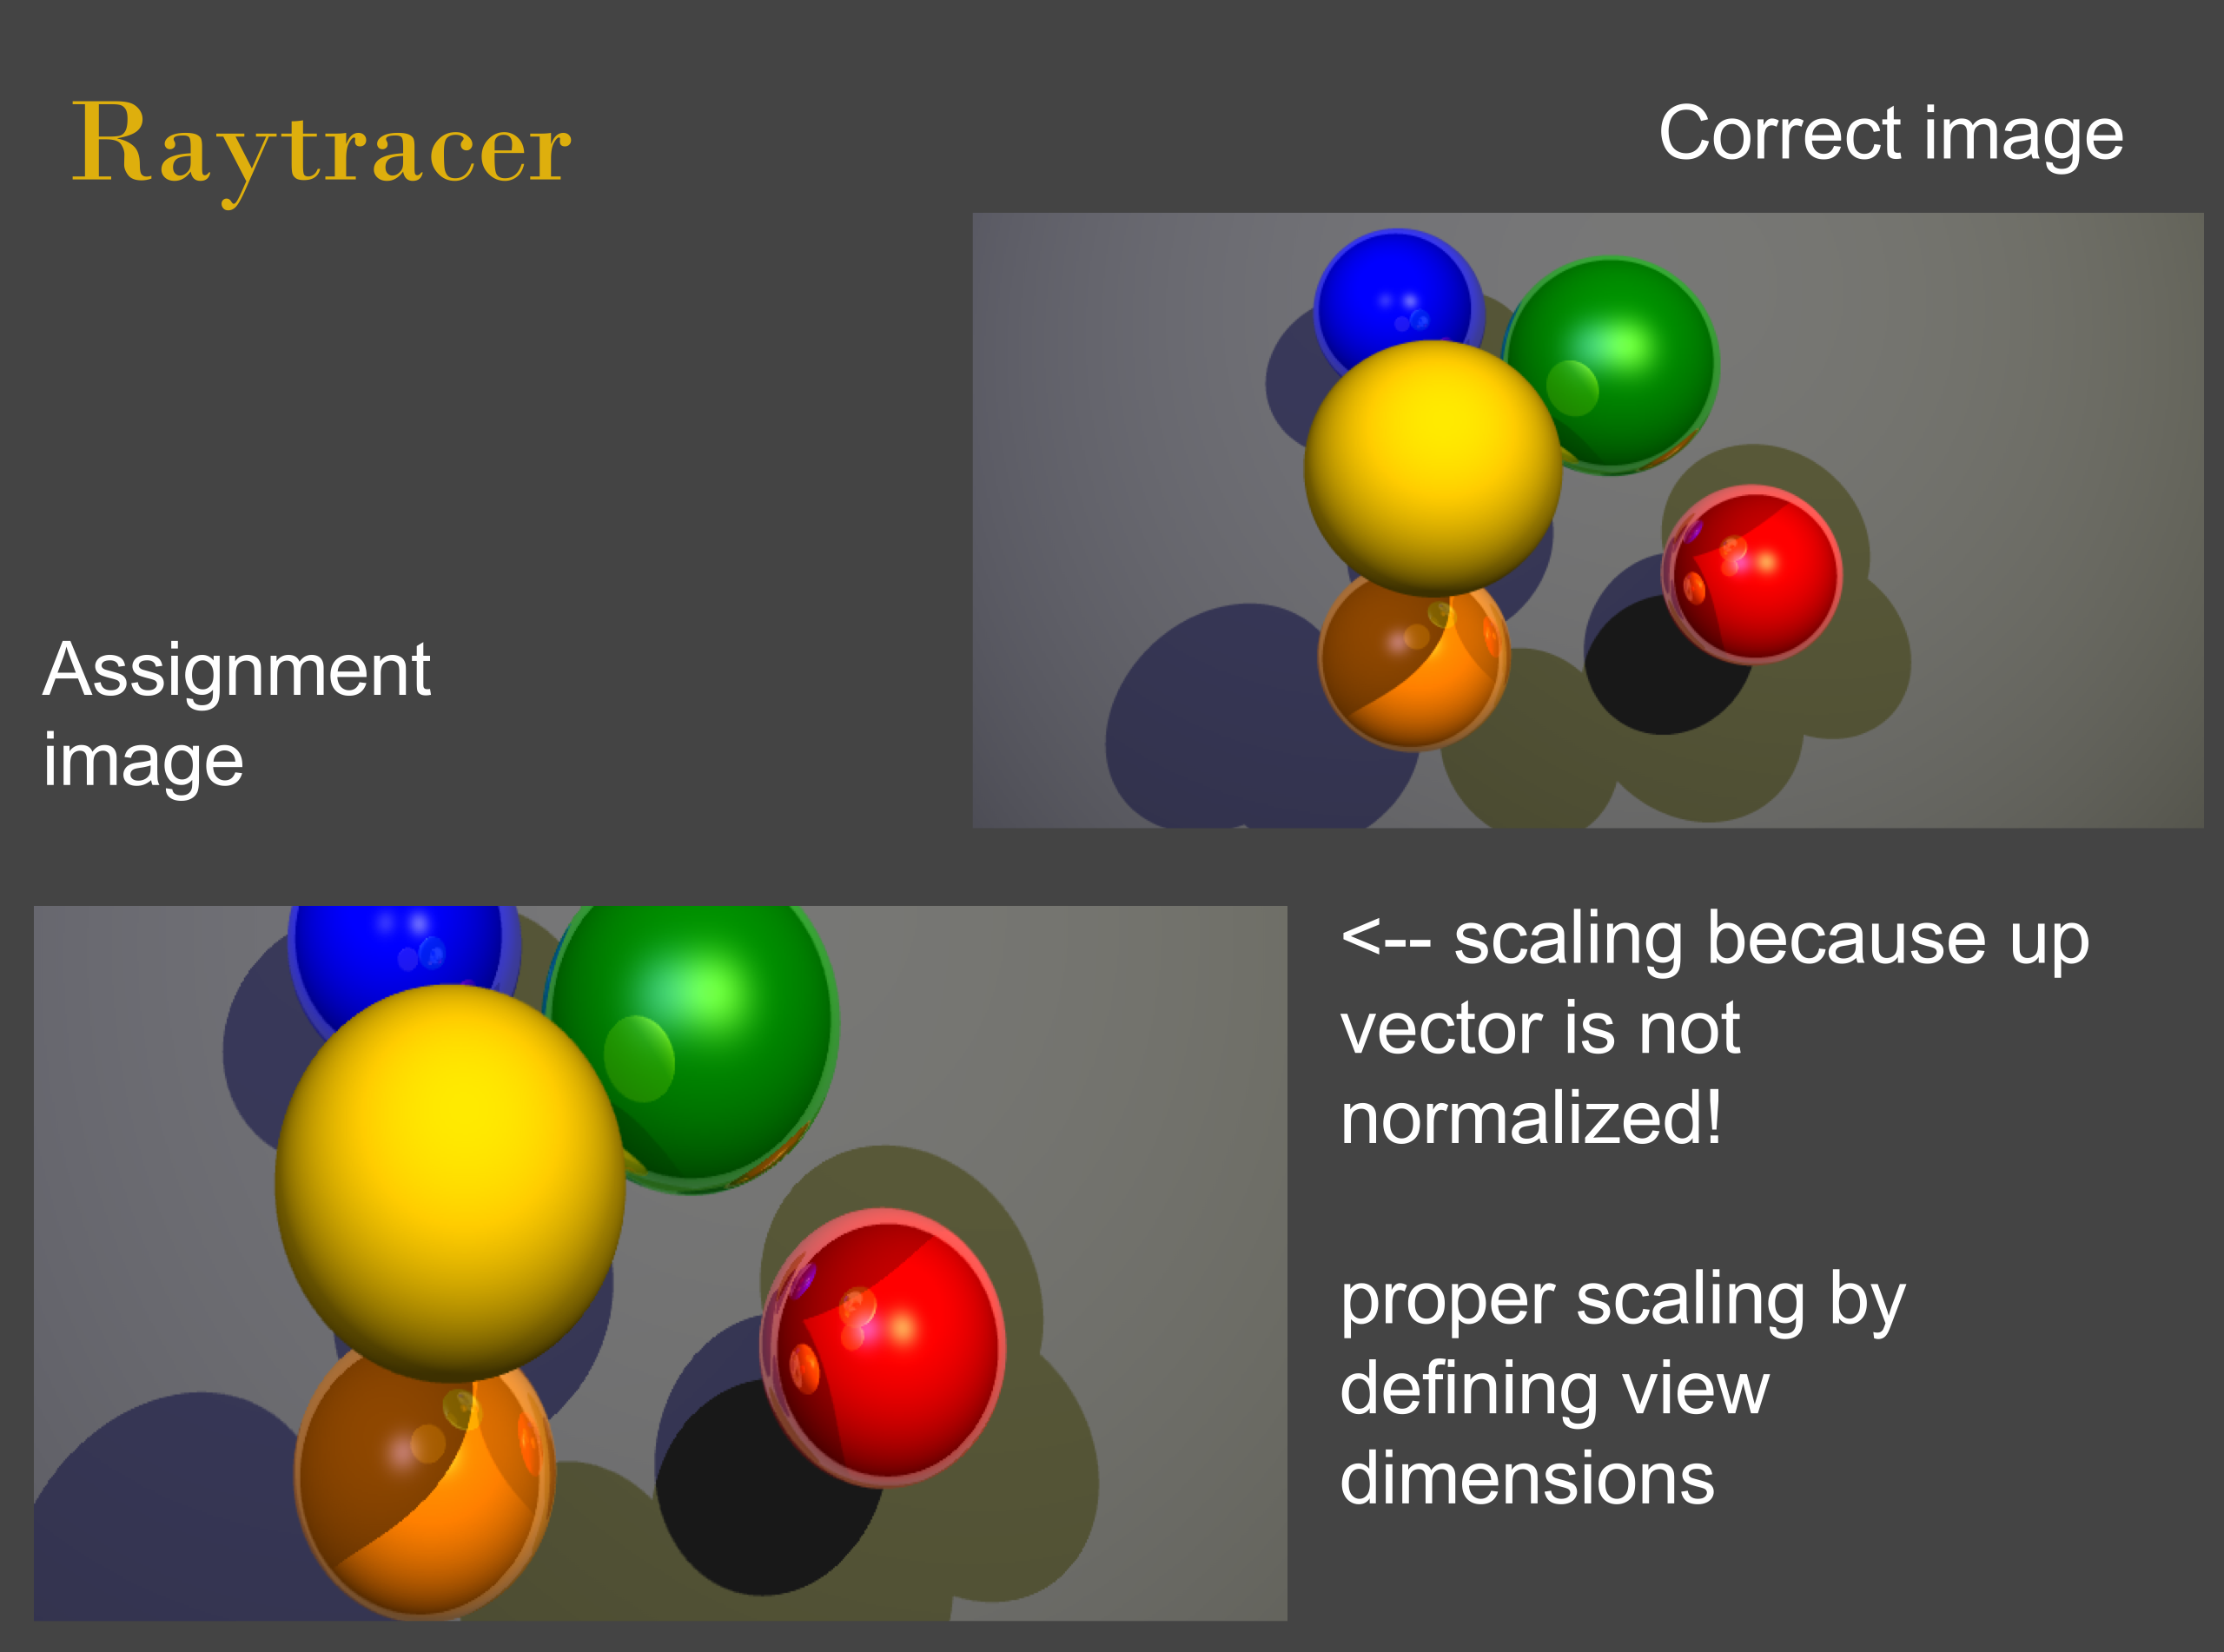 Raytracer
Correct image
Assignment
image
<-- scaling because up
vector is not
normalized!
proper scaling by
defining view
dimensions